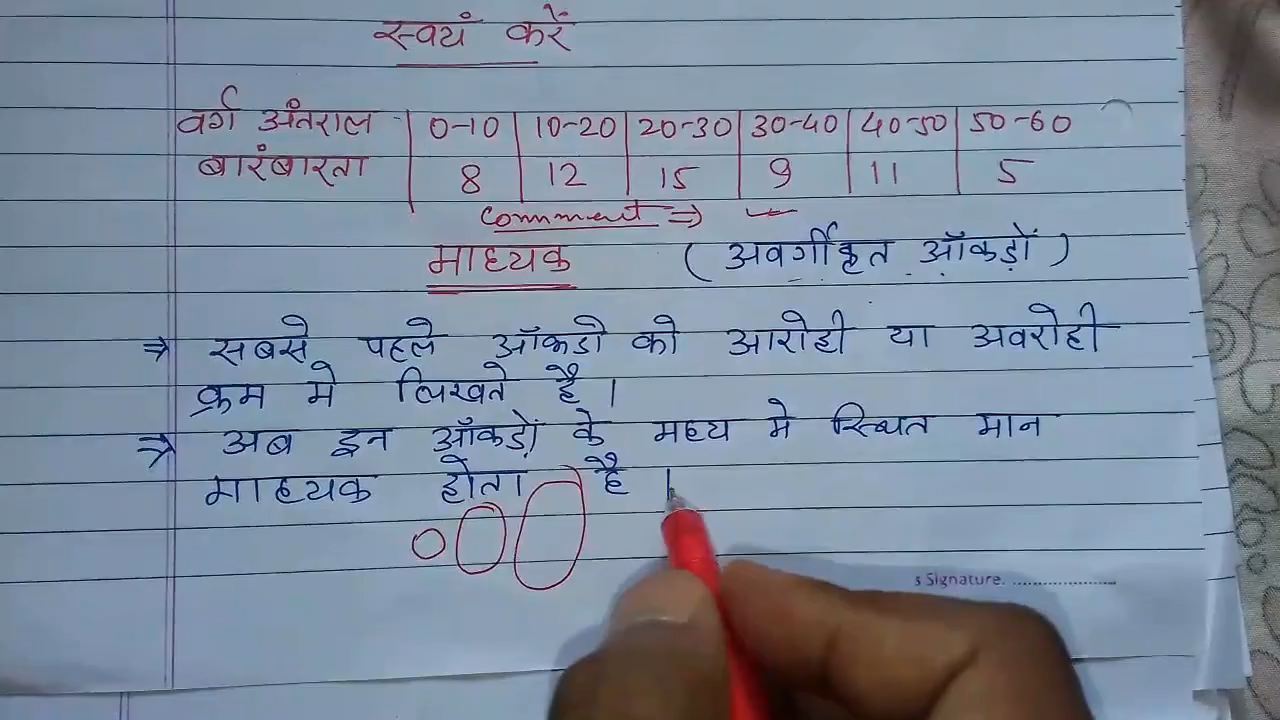 स्वयं करें
वर्ग अंतराल 0-10 10-20 20-30 30-40 40-50 50-60
बारंबारता 8 12 15 9 11 5
comment ⇒
माध्यक ( अवर्गीकृत आँकड़ों )
⇒ सबसे पहले आँकडो को आरोही या अवरोही
क्रम मे लिखते है ।
⇒ अब इन आँकड़ों के मध्य मे स्थित मान
माध्यक होता है ।
s Signature. ........................